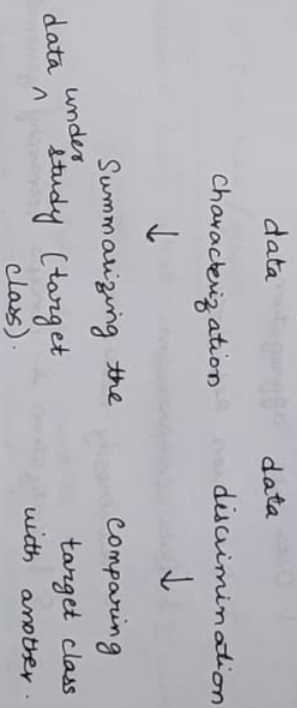 data
characterization
↓
Summarizing the
data ^ under study (target
class).
data
discrimination
↓
comparing
target class
with another.